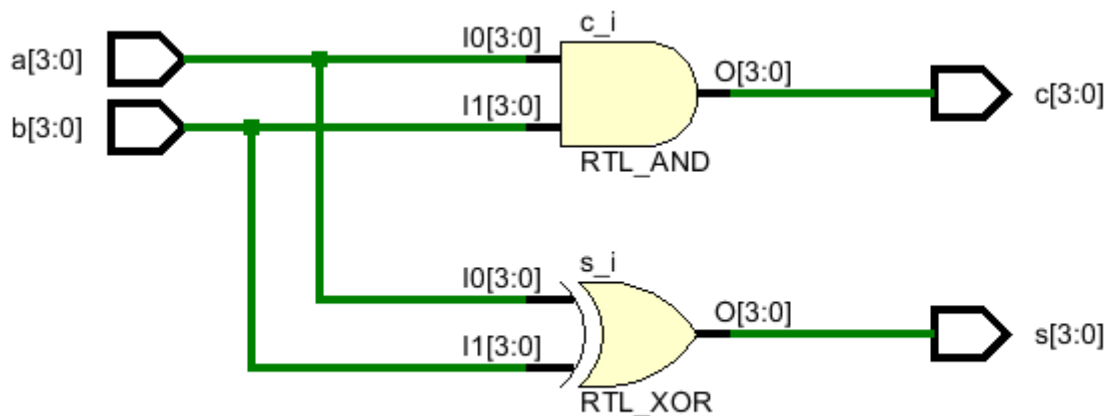 c_i
a[3:0]
I0[3:0]
O[3:0]
c[3:0]
b[3:0]
I1[3:0]
RTL_AND
s_i
I0[3:0]
O[3:0]
s[3:0]
I1[3:0]
RTL_XOR